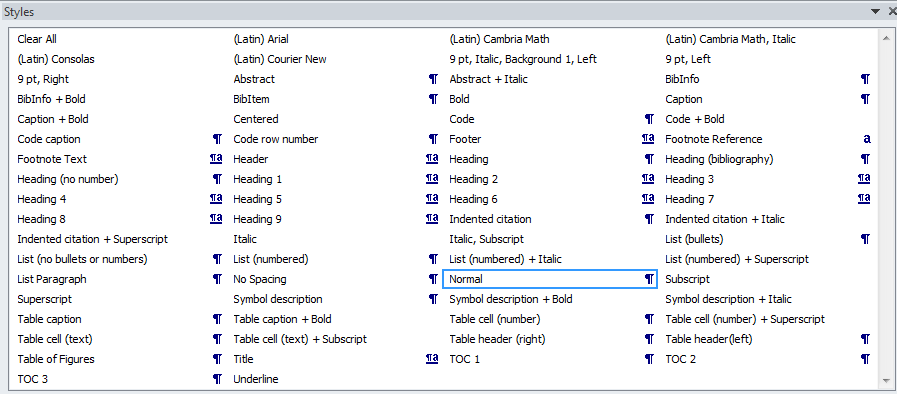 Styles
Clear All (Latin) Arial (Latin) Cambria Math (Latin) Cambria Math, Italic
(Latin) Consolas (Latin) Courier New 9 pt, Italic, Background 1, Left 9 pt, Left
9 pt, Right Abstract ¶ Abstract + Italic BibInfo ¶
BibInfo + Bold BibItem ¶ Bold Caption ¶
Caption + Bold Centered Code ¶ Code + Bold
Code caption ¶ Code row number ¶ Footer ¶a Footnote Reference a
Footnote Text ¶a Header ¶a Heading ¶ Heading (bibliography) ¶
Heading (no number) ¶ Heading 1 ¶a Heading 2 ¶a Heading 3 ¶a
Heading 4 ¶a Heading 5 ¶a Heading 6 ¶a Heading 7 ¶a
Heading 8 ¶a Heading 9 ¶a Indented citation ¶ Indented citation + Italic
Indented citation + Superscript Italic Italic, Subscript List (bullets) ¶
List (no bullets or numbers) ¶ List (numbered) ¶ List (numbered) + Italic List (numbered) + Superscript
List Paragraph ¶ No Spacing ¶ Normal ¶ Subscript
Superscript Symbol description ¶ Symbol description + Bold Symbol description + Italic
Table caption ¶ Table caption + Bold Table cell (number) ¶ Table cell (number) + Superscript
Table cell (text) ¶ Table cell (text) + Subscript Table header (right) ¶ Table header(left) ¶
Table of Figures ¶ Title ¶a TOC 1 ¶ TOC 2 ¶
TOC 3 ¶ Underline